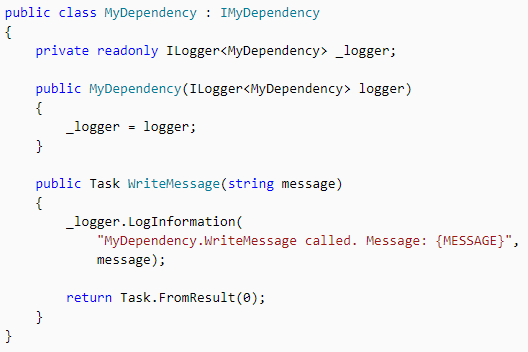 public class MyDependency : IMyDependency
{
    private readonly ILogger<MyDependency> _logger;
    public MyDependency(ILogger<MyDependency> logger)
    {
        _logger = logger;
    }
    public Task WriteMessage(string message)
    {
        _logger.LogInformation(
            "MyDependency.WriteMessage called. Message: {MESSAGE}",
            message);
        return Task.FromResult(0);
    }
}